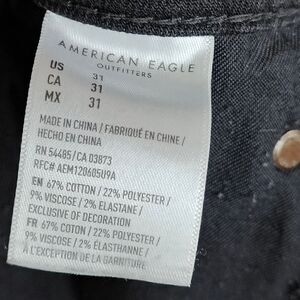 AMERICAN EAGLE
OUTFITTERS
US 31
CA 31
MX 31
MADE IN CHINA / FABRIQUÉ EN CHINE /
HECHO EN CHINA
RN 54485/CA 03873
RFC# AEM120605U9A
EN 67% COTTON / 22% POLYESTER /
9% VISCOSE / 2% ELASTANE /
EXCLUSIVE OF DECORATION
FR 67% COTON / 22% POLYESTER /
9% VISCOSE / 2% ÉLASTHANNE /
À L'EXCEPTION DE LA GARNITURE